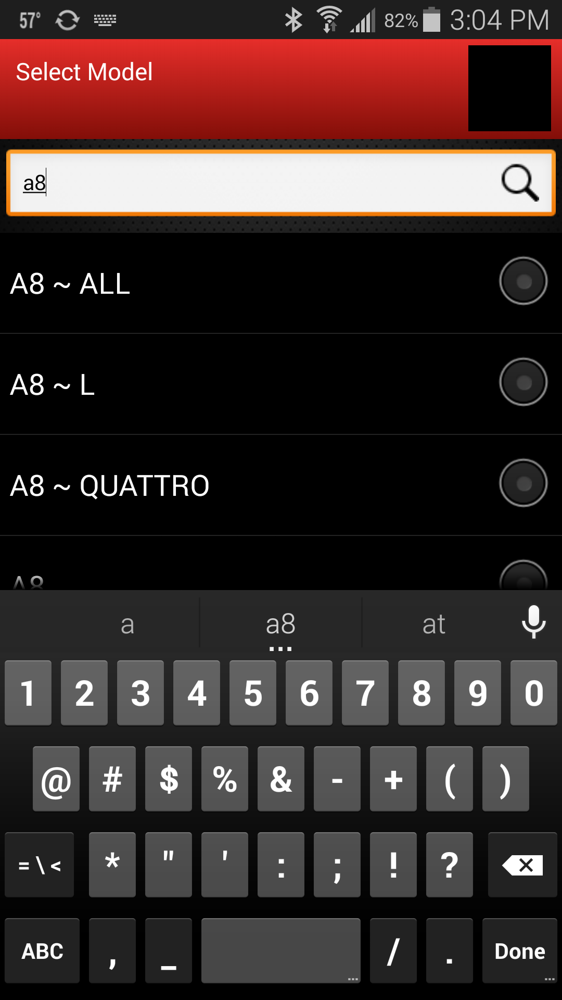 57° 82% 3:04 PM
Select Model
a8
A8 ~ ALL
A8 ~ L
A8 ~ QUATTRO
A8
a a8 at
1 2 3 4 5 6 7 8 9 0
@ # $ % & - + ( )
= \ < * " ' : ; ! ?
ABC , _ / . Done